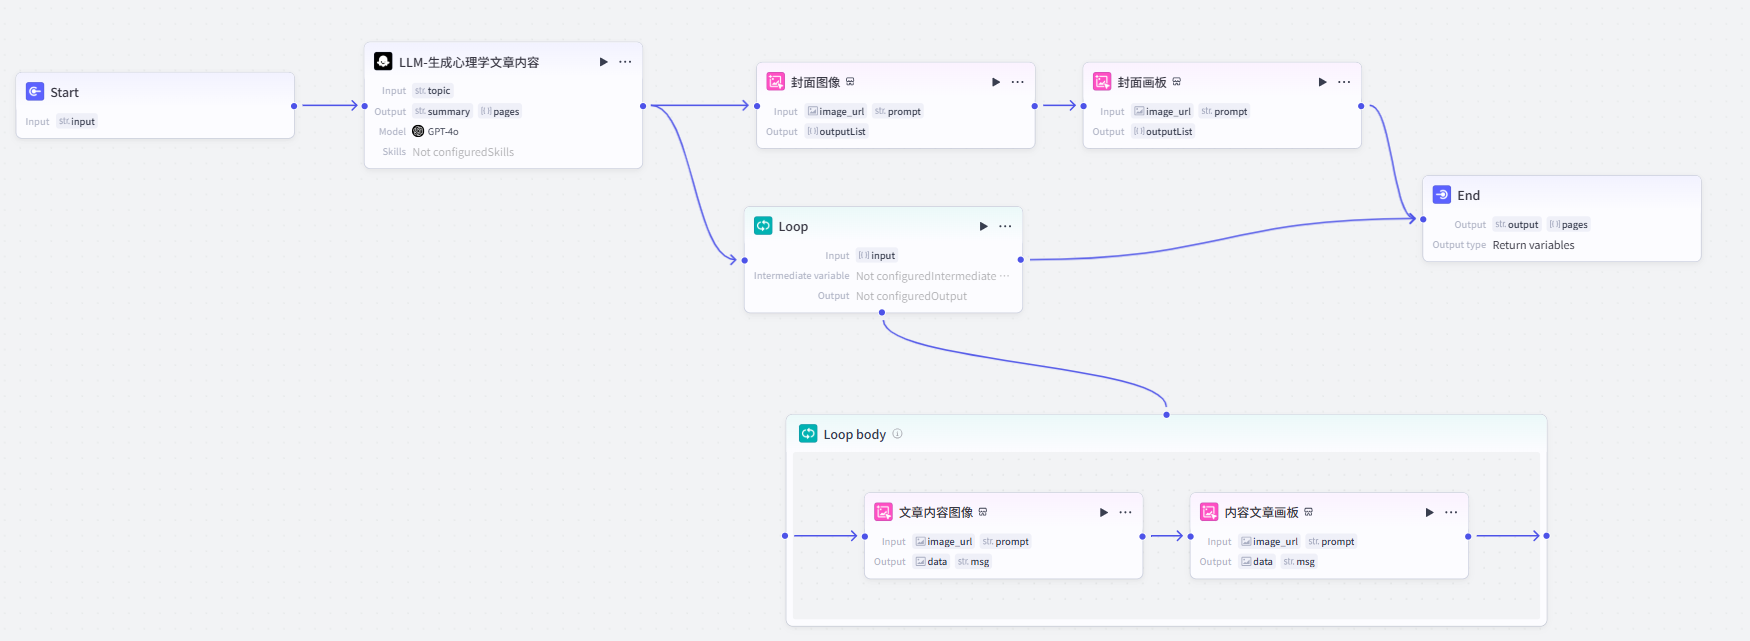 Start
Input str. input
LLM-生成心理学文章内容
Input str. topic
Output str. summary [{}] pages
Model GPT-4o
Skills Not configuredSkills
封面图像
Input image_url str. prompt
Output [{}] outputList
封面画板
Input image_url str. prompt
Output [{}] outputList
Loop
Input [{}] input
Intermediate variable Not configuredIntermediate ···
Output Not configuredOutput
End
Output str. output [{}] pages
Output type Return variables
Loop body
文章内容图像
Input image_url str. prompt
Output data str. msg
内容文章画板
Input image_url str. prompt
Output data str. msg